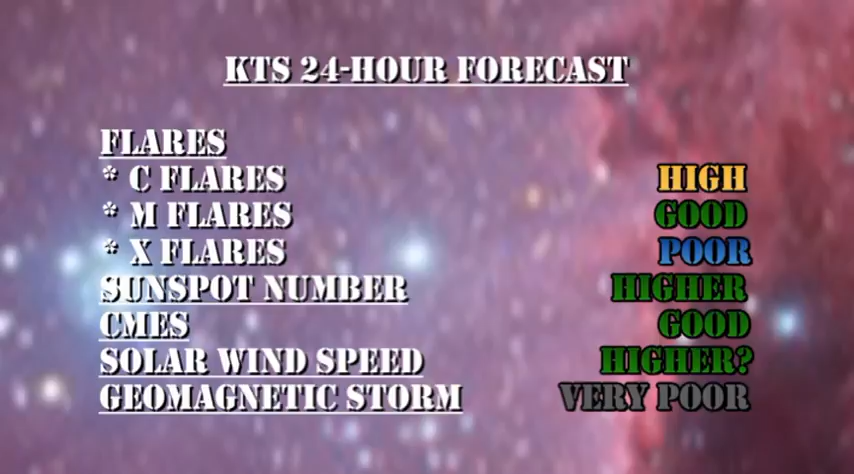 KTS 24-HOUR FORECAST
FLARES
* C FLARES HIGH
* M FLARES GOOD
* X FLARES POOR
SUNSPOT NUMBER HIGHER
CMES GOOD
SOLAR WIND SPEED HIGHER?
GEOMAGNETIC STORM VERY POOR